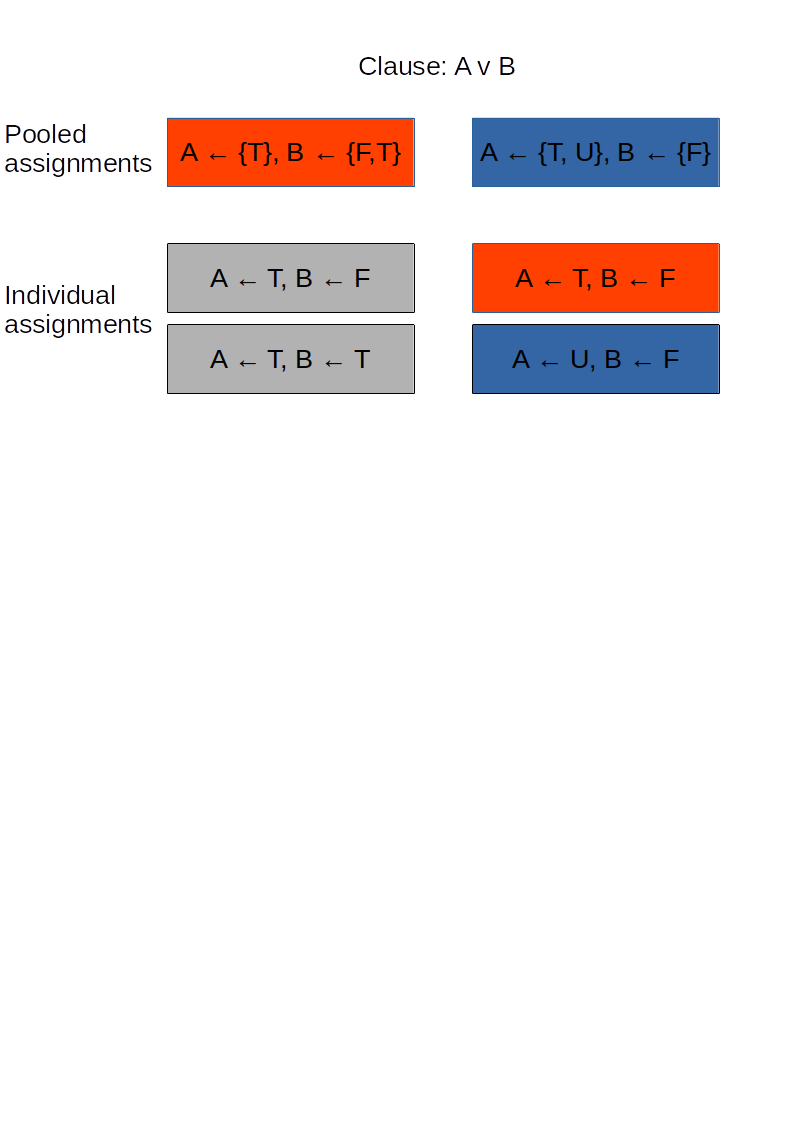 Clause: A v B
Pooled
assignments
A ← {T}, B ← {F,T}
A ← {T, U}, B ← {F}
Individual
assignments
A ← T, B ← F
A ← T, B ← F
A ← T, B ← T
A ← U, B ← F